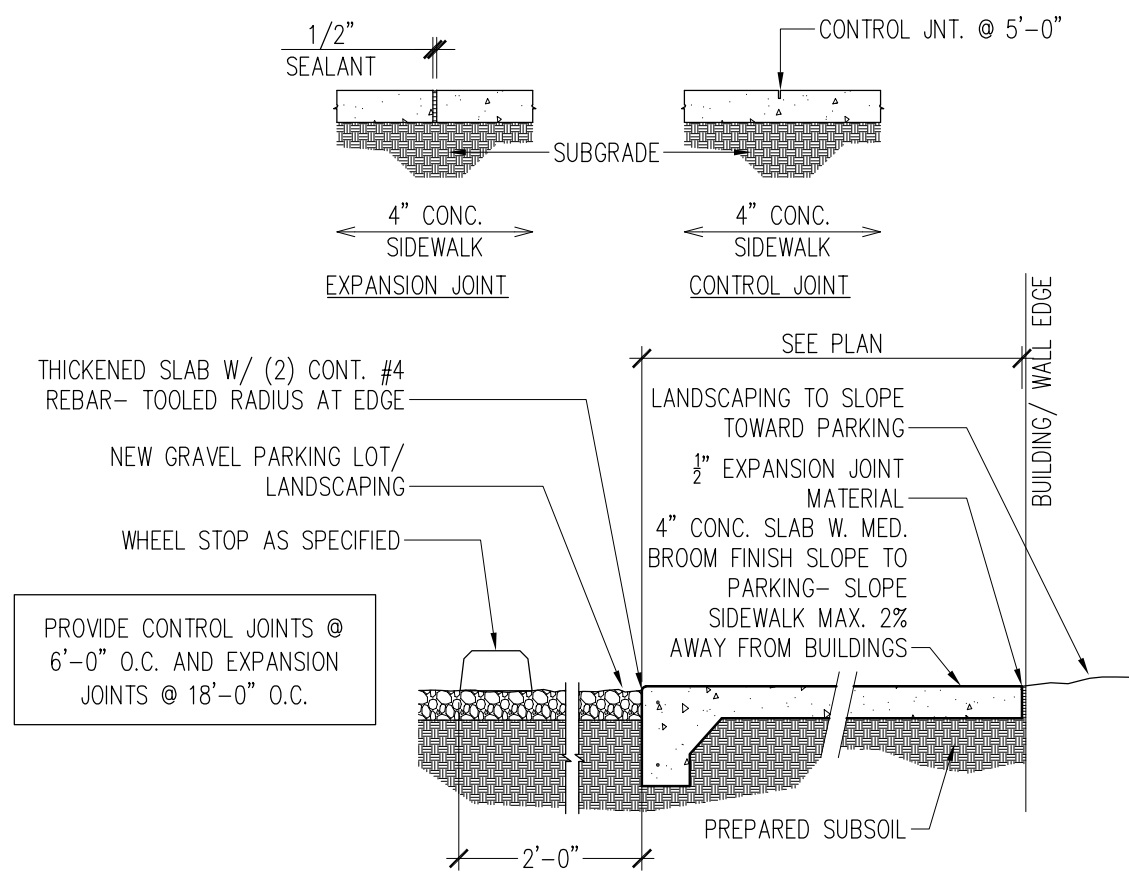 1/2"
SEALANT
CONTROL JNT. @ 5'-0"
SUBGRADE
4" CONC.
SIDEWALK
EXPANSION JOINT
4" CONC.
SIDEWALK
CONTROL JOINT
SEE PLAN
BUILDING/ WALL EDGE
THICKENED SLAB W/ (2) CONT. #4
REBAR- TOOLED RADIUS AT EDGE
NEW GRAVEL PARKING LOT/
LANDSCAPING
WHEEL STOP AS SPECIFIED
LANDSCAPING TO SLOPE
TOWARD PARKING
1/2" EXPANSION JOINT
MATERIAL
4" CONC. SLAB W. MED.
BROOM FINISH SLOPE TO
PARKING- SLOPE
SIDEWALK MAX. 2%
AWAY FROM BUILDINGS
PROVIDE CONTROL JOINTS @
6'-0" O.C. AND EXPANSION
JOINTS @ 18'-0" O.C.
PREPARED SUBSOIL
2'-0"